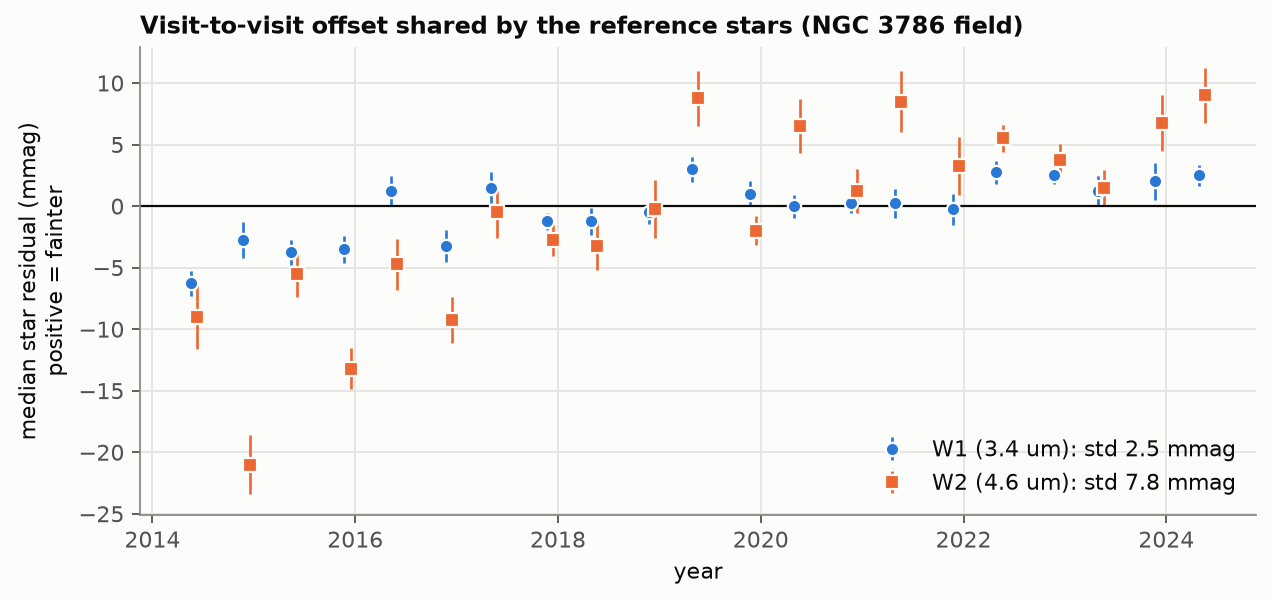 Visit-to-visit offset shared by the reference stars (NGC 3786 field)
median star residual (mmag)
positive = fainter
10
5
0
−5
−10
−15
−20
−25
W1 (3.4 um): std 2.5 mmag
W2 (4.6 um): std 7.8 mmag
2014
2016
2018
2020
2022
2024
year